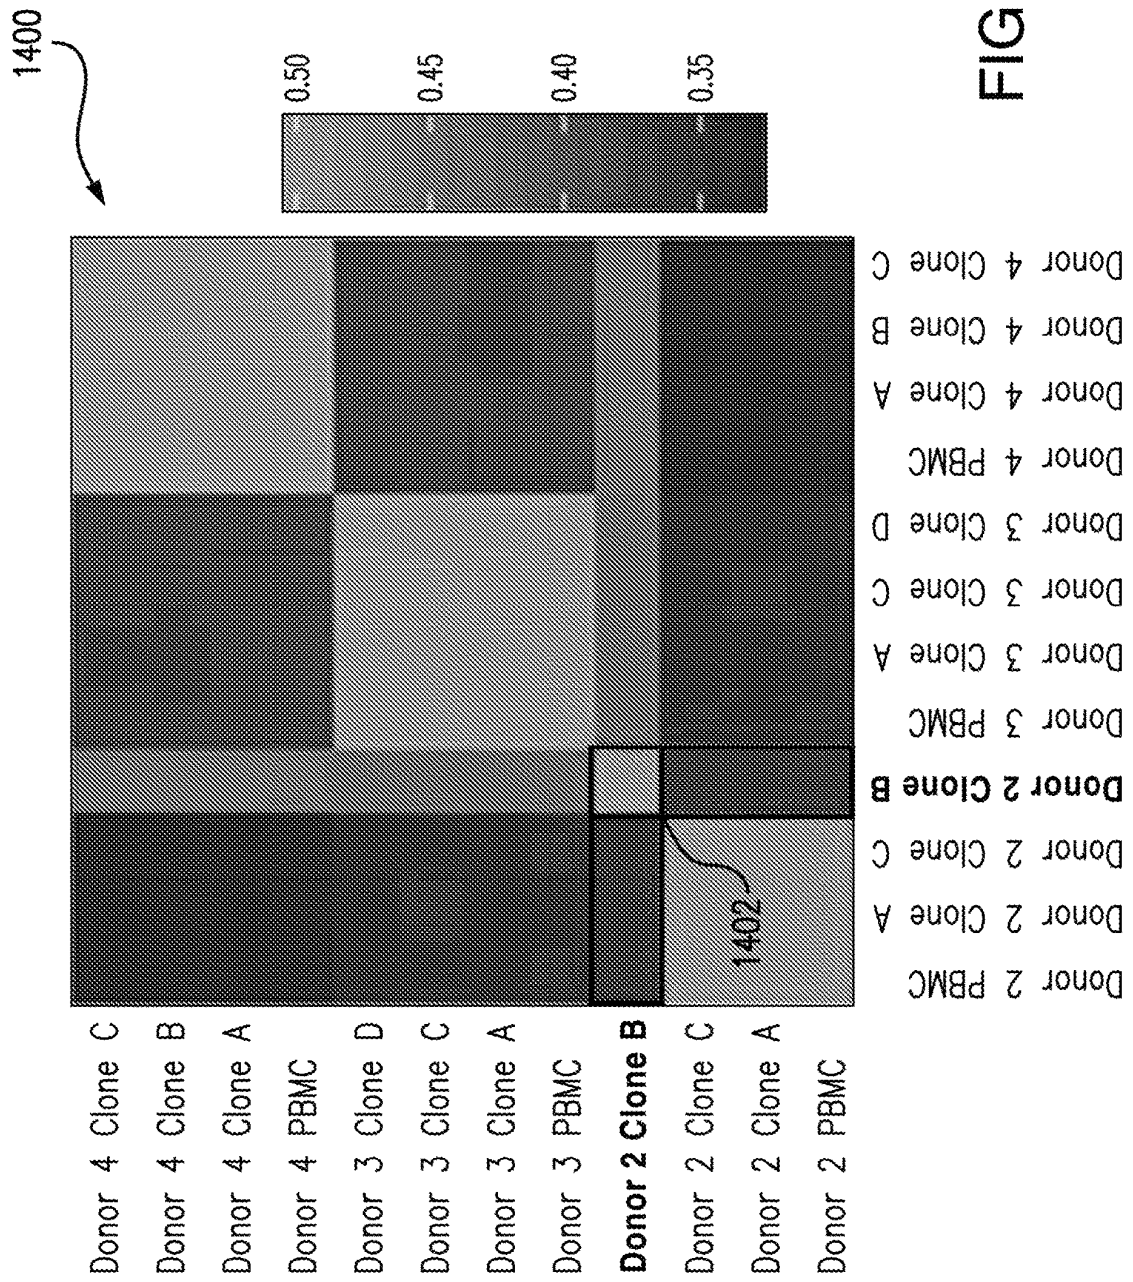 1400
0.50
0.45
0.40
0.35
FIG
Donor 4 Clone C
Donor 4 Clone B
Donor 4 Clone A
Donor 4 PBMC
Donor 3 Clone D
Donor 3 Clone C
Donor 3 Clone A
Donor 3 PBMC
Donor 2 Clone B
Donor 2 Clone C
Donor 2 Clone A
Donor 2 PBMC
1402
Donor 2 PBMC
Donor 2 Clone A
Donor 2 Clone C
Donor 2 Clone B
Donor 3 PBMC
Donor 3 Clone A
Donor 3 Clone C
Donor 3 Clone D
Donor 4 PBMC
Donor 4 Clone A
Donor 4 Clone B
Donor 4 Clone C